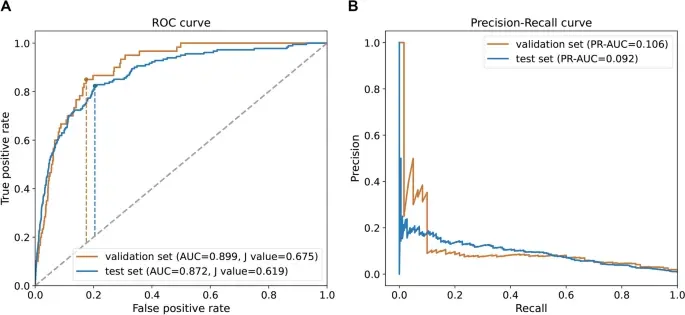 A
ROC curve
1.0
0.8
0.6
0.4
0.2
0.0
True positive rate
validation set (AUC=0.899, J value=0.675)
test set (AUC=0.872, J value=0.619)
0.0 0.2 0.4 0.6 0.8 1.0
False positive rate
B
Precision-Recall curve
1.0
0.8
0.6
0.4
0.2
0.0
Precision
validation set (PR-AUC=0.106)
test set (PR-AUC=0.092)
0.0 0.2 0.4 0.6 0.8 1.0
Recall